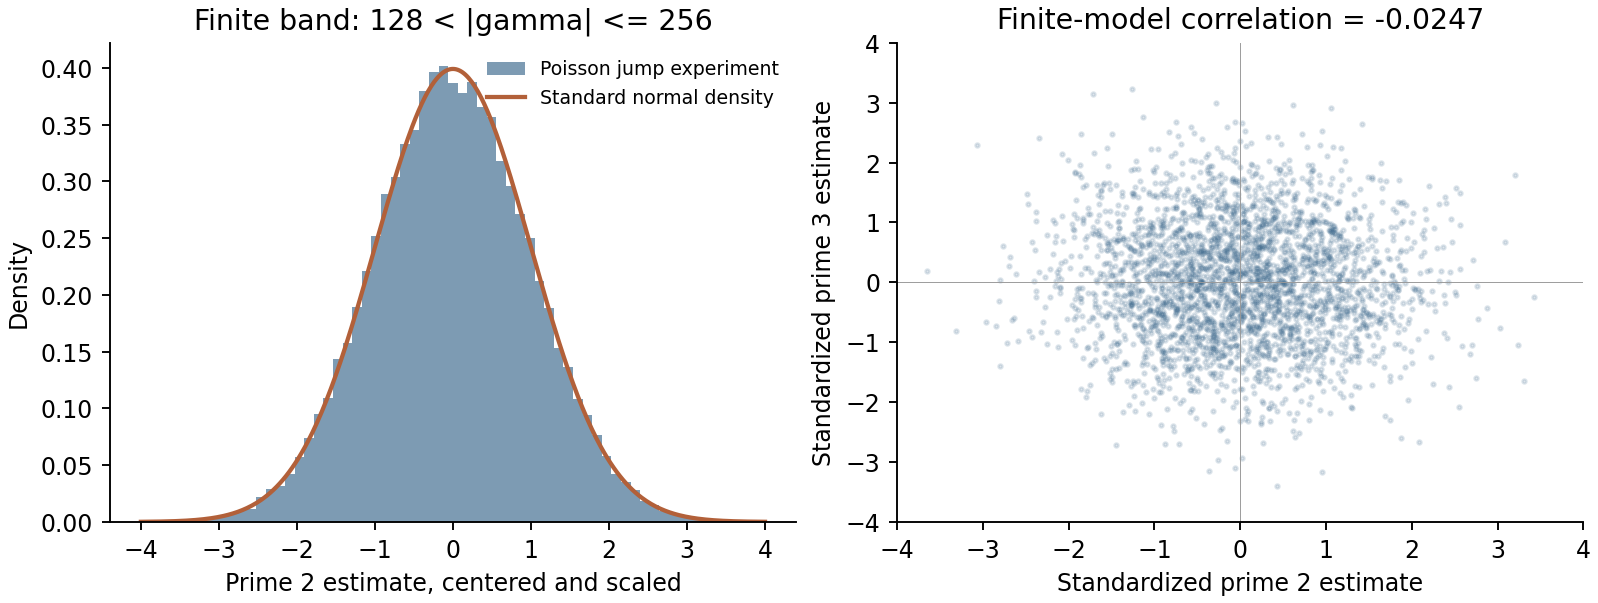 Finite band: 128 < |gamma| <= 256
Poisson jump experiment
Standard normal density
Density
0.40
0.35
0.30
0.25
0.20
0.15
0.10
0.05
0.00
−4 −3 −2 −1 0 1 2 3 4
Prime 2 estimate, centered and scaled
Finite-model correlation = -0.0247
Standardized prime 3 estimate
4
3
2
1
0
−1
−2
−3
−4
−4 −3 −2 −1 0 1 2 3 4
Standardized prime 2 estimate